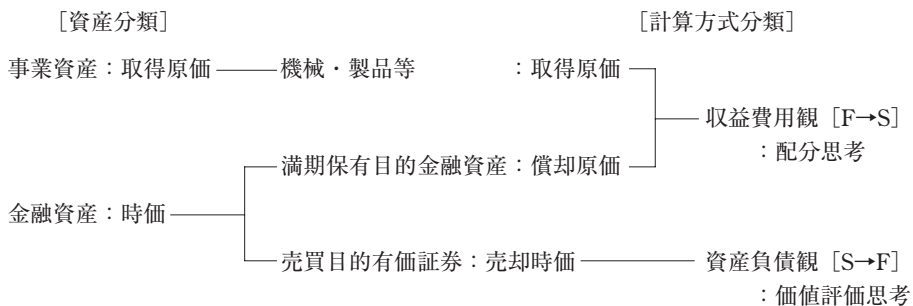 ［資産分類］ ［計算方式分類］
事業資産：取得原価 機械・製品等 ：取得原価
収益費用観［F→S］
：配分思考
満期保有目的金融資産：償却原価
金融資産：時価
売買目的有価証券：売却時価 資産負債観［S→F］
：価値評価思考